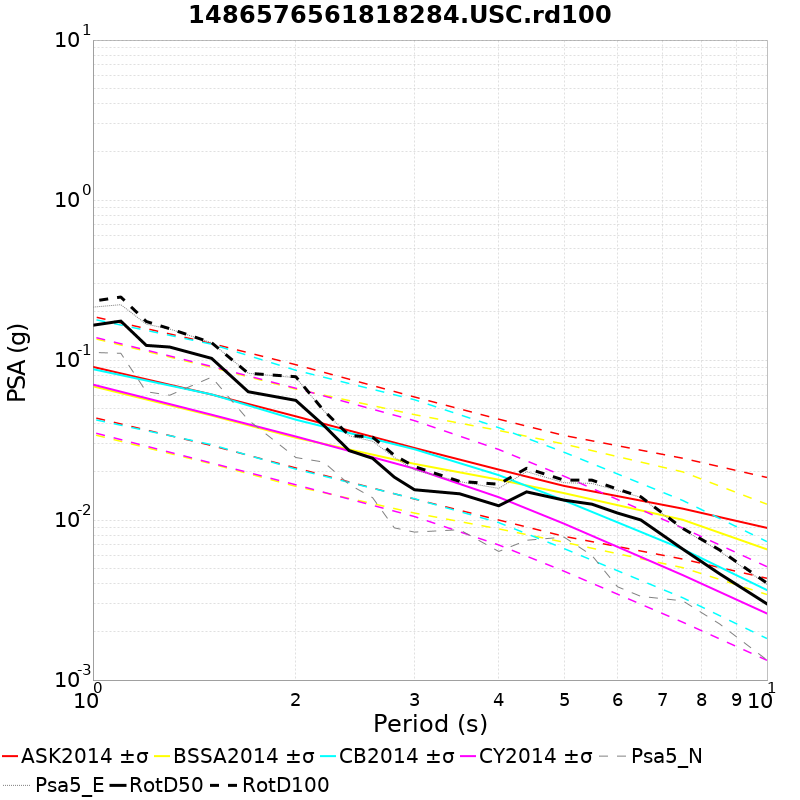 1486576561818284.USC.rd100
10^1
10^0
10^-1
10^-2
10^-3
PSA (g)
10^0 2 3 4 5 6 7 8 9 10^1
Period (s)
ASK2014 ±σ BSSA2014 ±σ CB2014 ±σ CY2014 ±σ Psa5_N
Psa5_E RotD50 RotD100